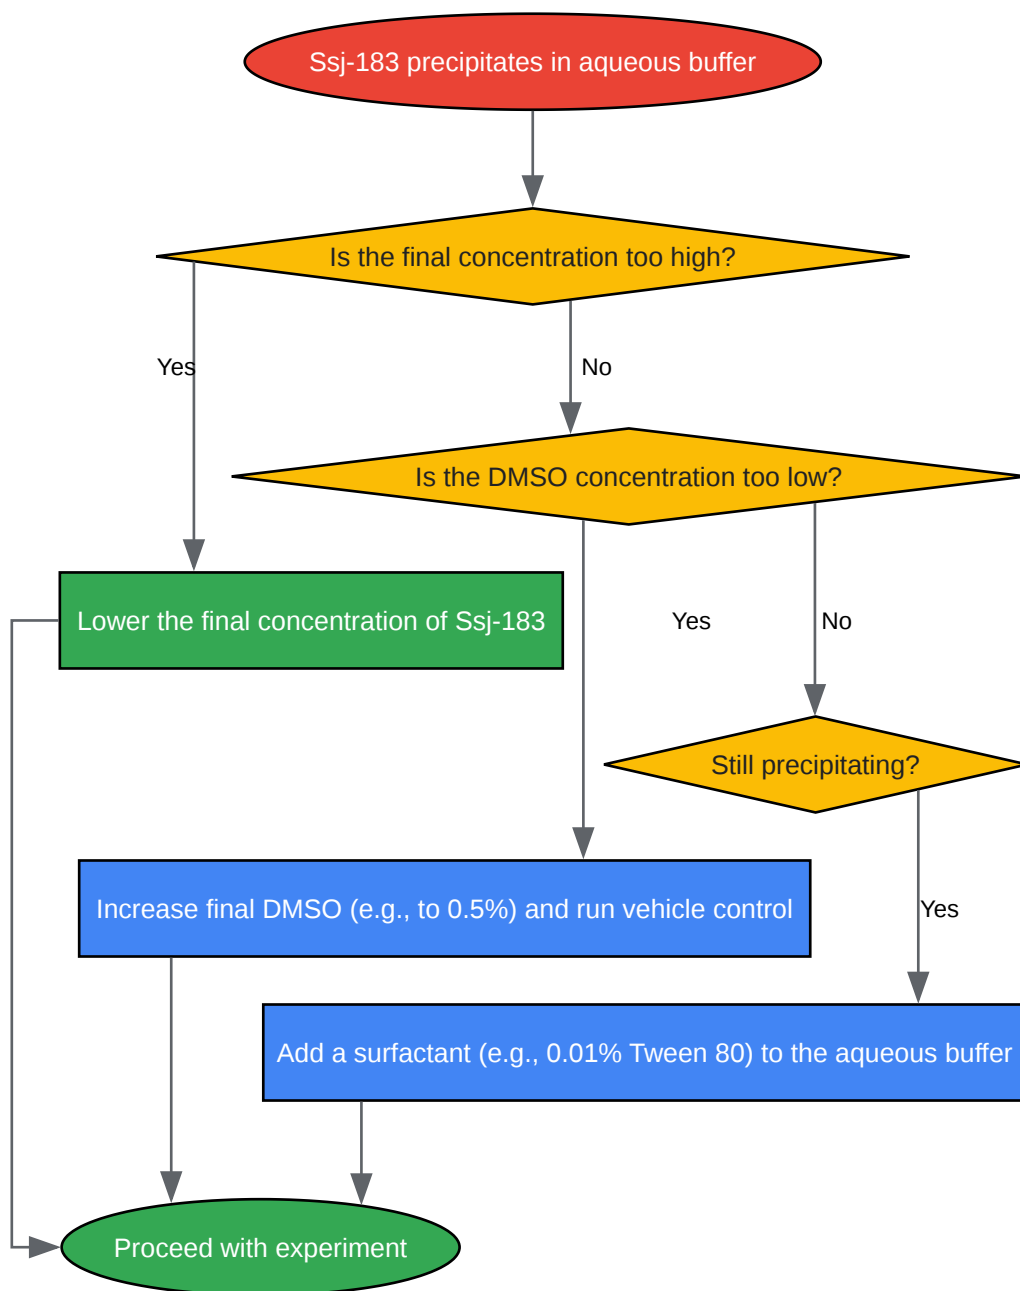 Ssj-183 precipitates in aqueous buffer
Is the final concentration too high?
Yes
No
Is the DMSO concentration too low?
Lower the final concentration of Ssj-183
Yes
No
Still precipitating?
Increase final DMSO (e.g., to 0.5%) and run vehicle control
Yes
Add a surfactant (e.g., 0.01% Tween 80) to the aqueous buffer
Proceed with experiment